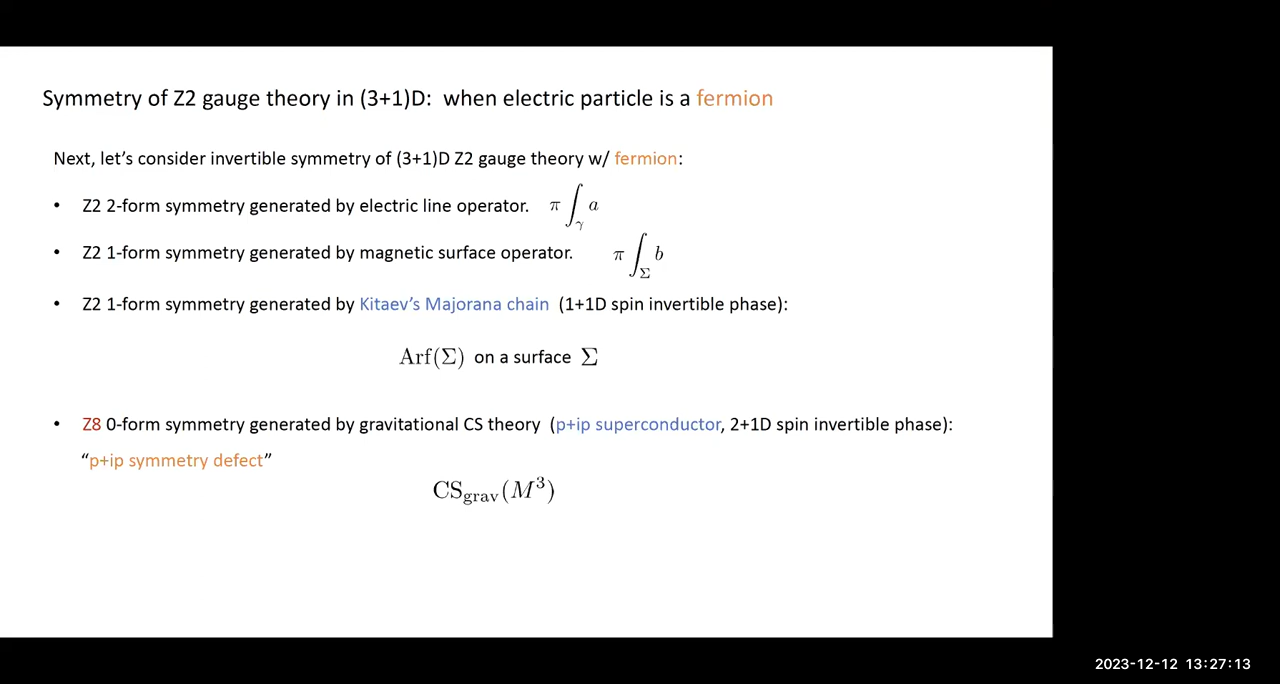 Symmetry of Z2 gauge theory in (3+1)D: when electric particle is a fermion
Next, let's consider invertible symmetry of (3+1)D Z2 gauge theory w/ fermion:
• Z2 2-form symmetry generated by electric line operator. π∫_γ a
• Z2 1-form symmetry generated by magnetic surface operator. π∫_Σ b
• Z2 1-form symmetry generated by Kitaev's Majorana chain (1+1D spin invertible phase):
Arf(Σ) on a surface Σ
• Z8 0-form symmetry generated by gravitational CS theory (p+ip superconductor, 2+1D spin invertible phase):
“p+ip symmetry defect”
CS_grav(M³)
2023-12-12 13:27:13